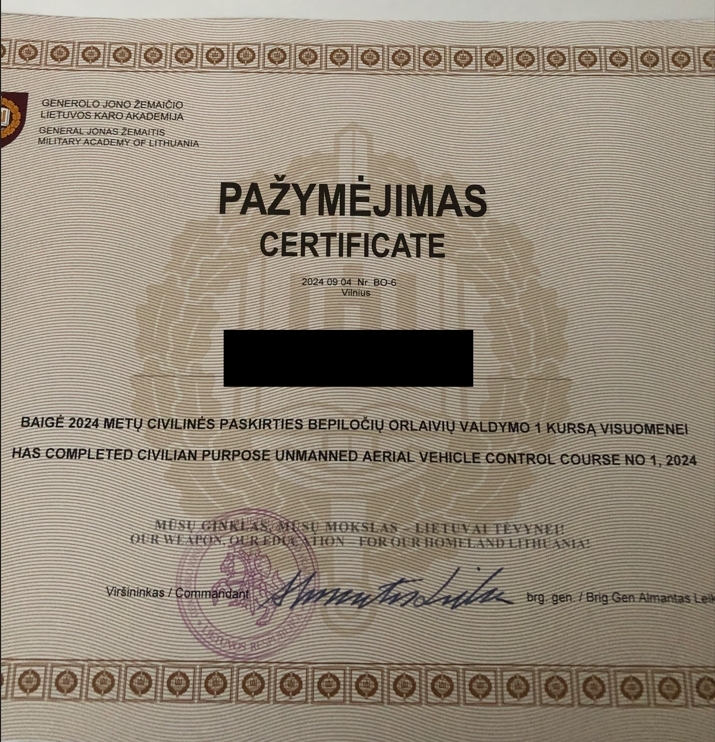 GENEROLO JONO ŽEMAIČIO
LIETUVOS KARO AKADEMIJA
GENERAL JONAS ŽEMAITIS
MILITARY ACADEMY OF LITHUANIA
PAŽYMĖJIMAS
CERTIFICATE
2024 09 04 Nr. BO-6
Vilnius
BAIGĖ 2024 METŲ CIVILINĖS PASKIRTIES BEPILOČIŲ ORLAIVIŲ VALDYMO 1 KURSĄ VISUOMENEI
HAS COMPLETED CIVILIAN PURPOSE UNMANNED AERIAL VEHICLE CONTROL COURSE NO 1, 2024
MŪSŲ GINKLAS, MŪSŲ MOKSLAS – LIETUVAI TĖVYNEI!
OUR WEAPON, OUR EDUCATION – FOR OUR HOMELAND LITHUANIA!
Viršininkas / Commandant
brg. gen. / Brig Gen Almantas Leik
LIETUVOS